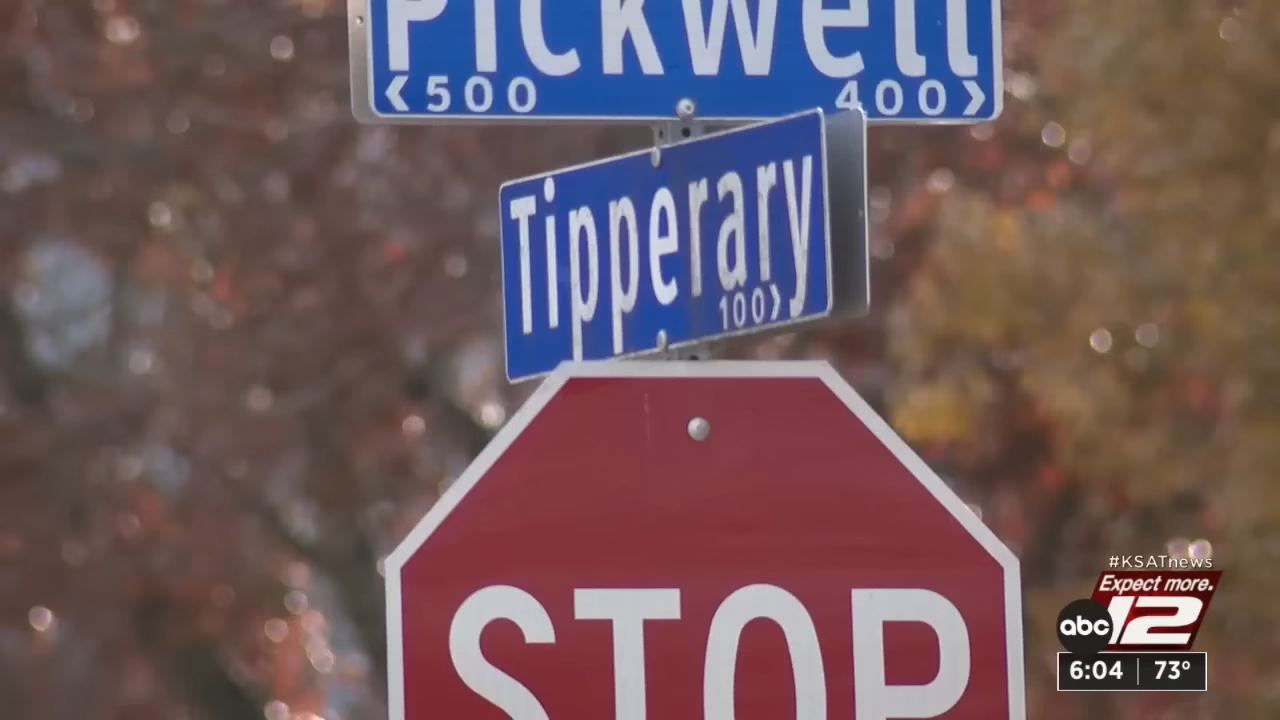 Pickwell
‹500 400›
Tipperary
100›
STOP
#KSATnews
Expect more.
abc 12
6:04 73°